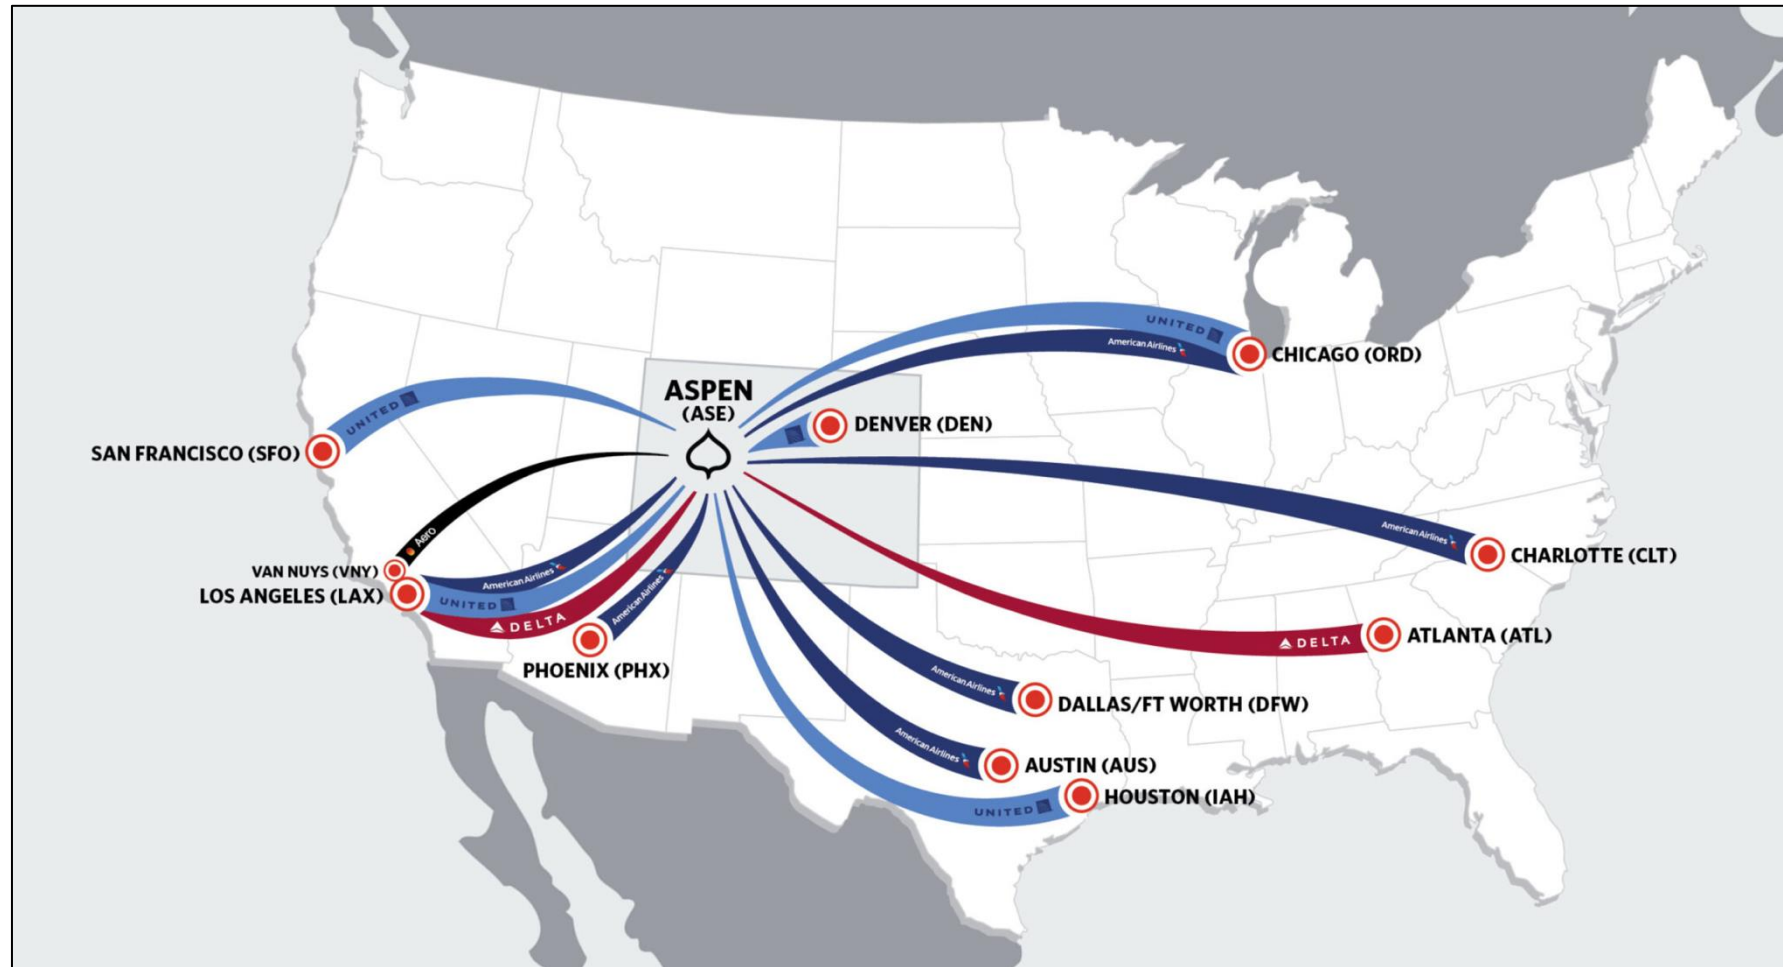 UNITED
American Airlines
CHICAGO (ORD)
ASPEN
(ASE)
UNITED
DENVER (DEN)
SAN FRANCISCO (SFO)
Aero
American Airlines
CHARLOTTE (CLT)
VAN NUYS (VNY)
American Airlines
LOS ANGELES (LAX)
UNITED
DELTA
American Airlines
PHOENIX (PHX)
DELTA
ATLANTA (ATL)
American Airlines
DALLAS/FT WORTH (DFW)
American Airlines
AUSTIN (AUS)
UNITED
HOUSTON (IAH)